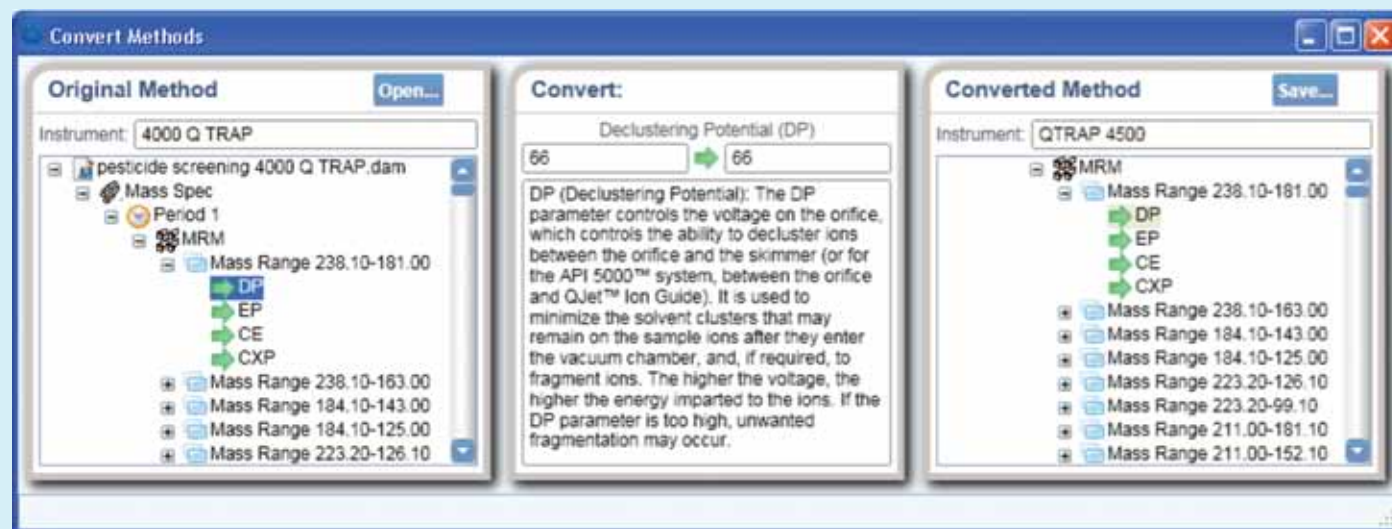 Convert Methods
Original Method
Open...
Instrument: 4000 Q TRAP
pesticide screening 4000 Q TRAP.dam
Mass Spec
Period 1
MRM
Mass Range 238.10-181.00
DP
EP
CE
CXP
Mass Range 238.10-163.00
Mass Range 184.10-143.00
Mass Range 184.10-125.00
Mass Range 223.20-126.10
Convert:
Declustering Potential (DP)
66 66
DP (Declustering Potential): The DP
parameter controls the voltage on the orifice,
which controls the ability to decluster ions
between the orifice and the skimmer (or for
the API 5000™ system, between the orifice
and QJet™ Ion Guide). It is used to
minimize the solvent clusters that may
remain on the sample ions after they enter
the vacuum chamber, and, if required, to
fragment ions. The higher the voltage, the
higher the energy imparted to the ions. If the
DP parameter is too high, unwanted
fragmentation may occur.
Converted Method
Save...
Instrument: QTRAP 4500
MRM
Mass Range 238.10-181.00
DP
EP
CE
CXP
Mass Range 238.10-163.00
Mass Range 184.10-143.00
Mass Range 184.10-125.00
Mass Range 223.20-126.10
Mass Range 223.20-99.10
Mass Range 211.00-181.10
Mass Range 211.00-152.10